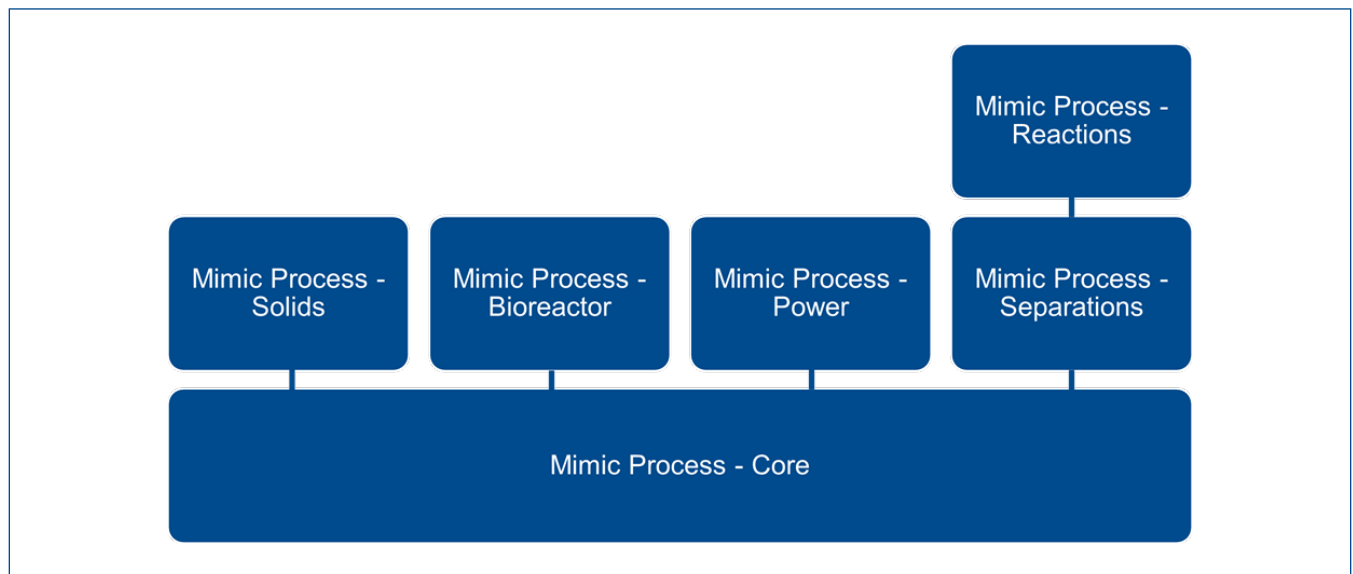 Mimic Process -
Reactions
Mimic Process -
Solids
Mimic Process -
Bioreactor
Mimic Process -
Power
Mimic Process -
Separations
Mimic Process - Core